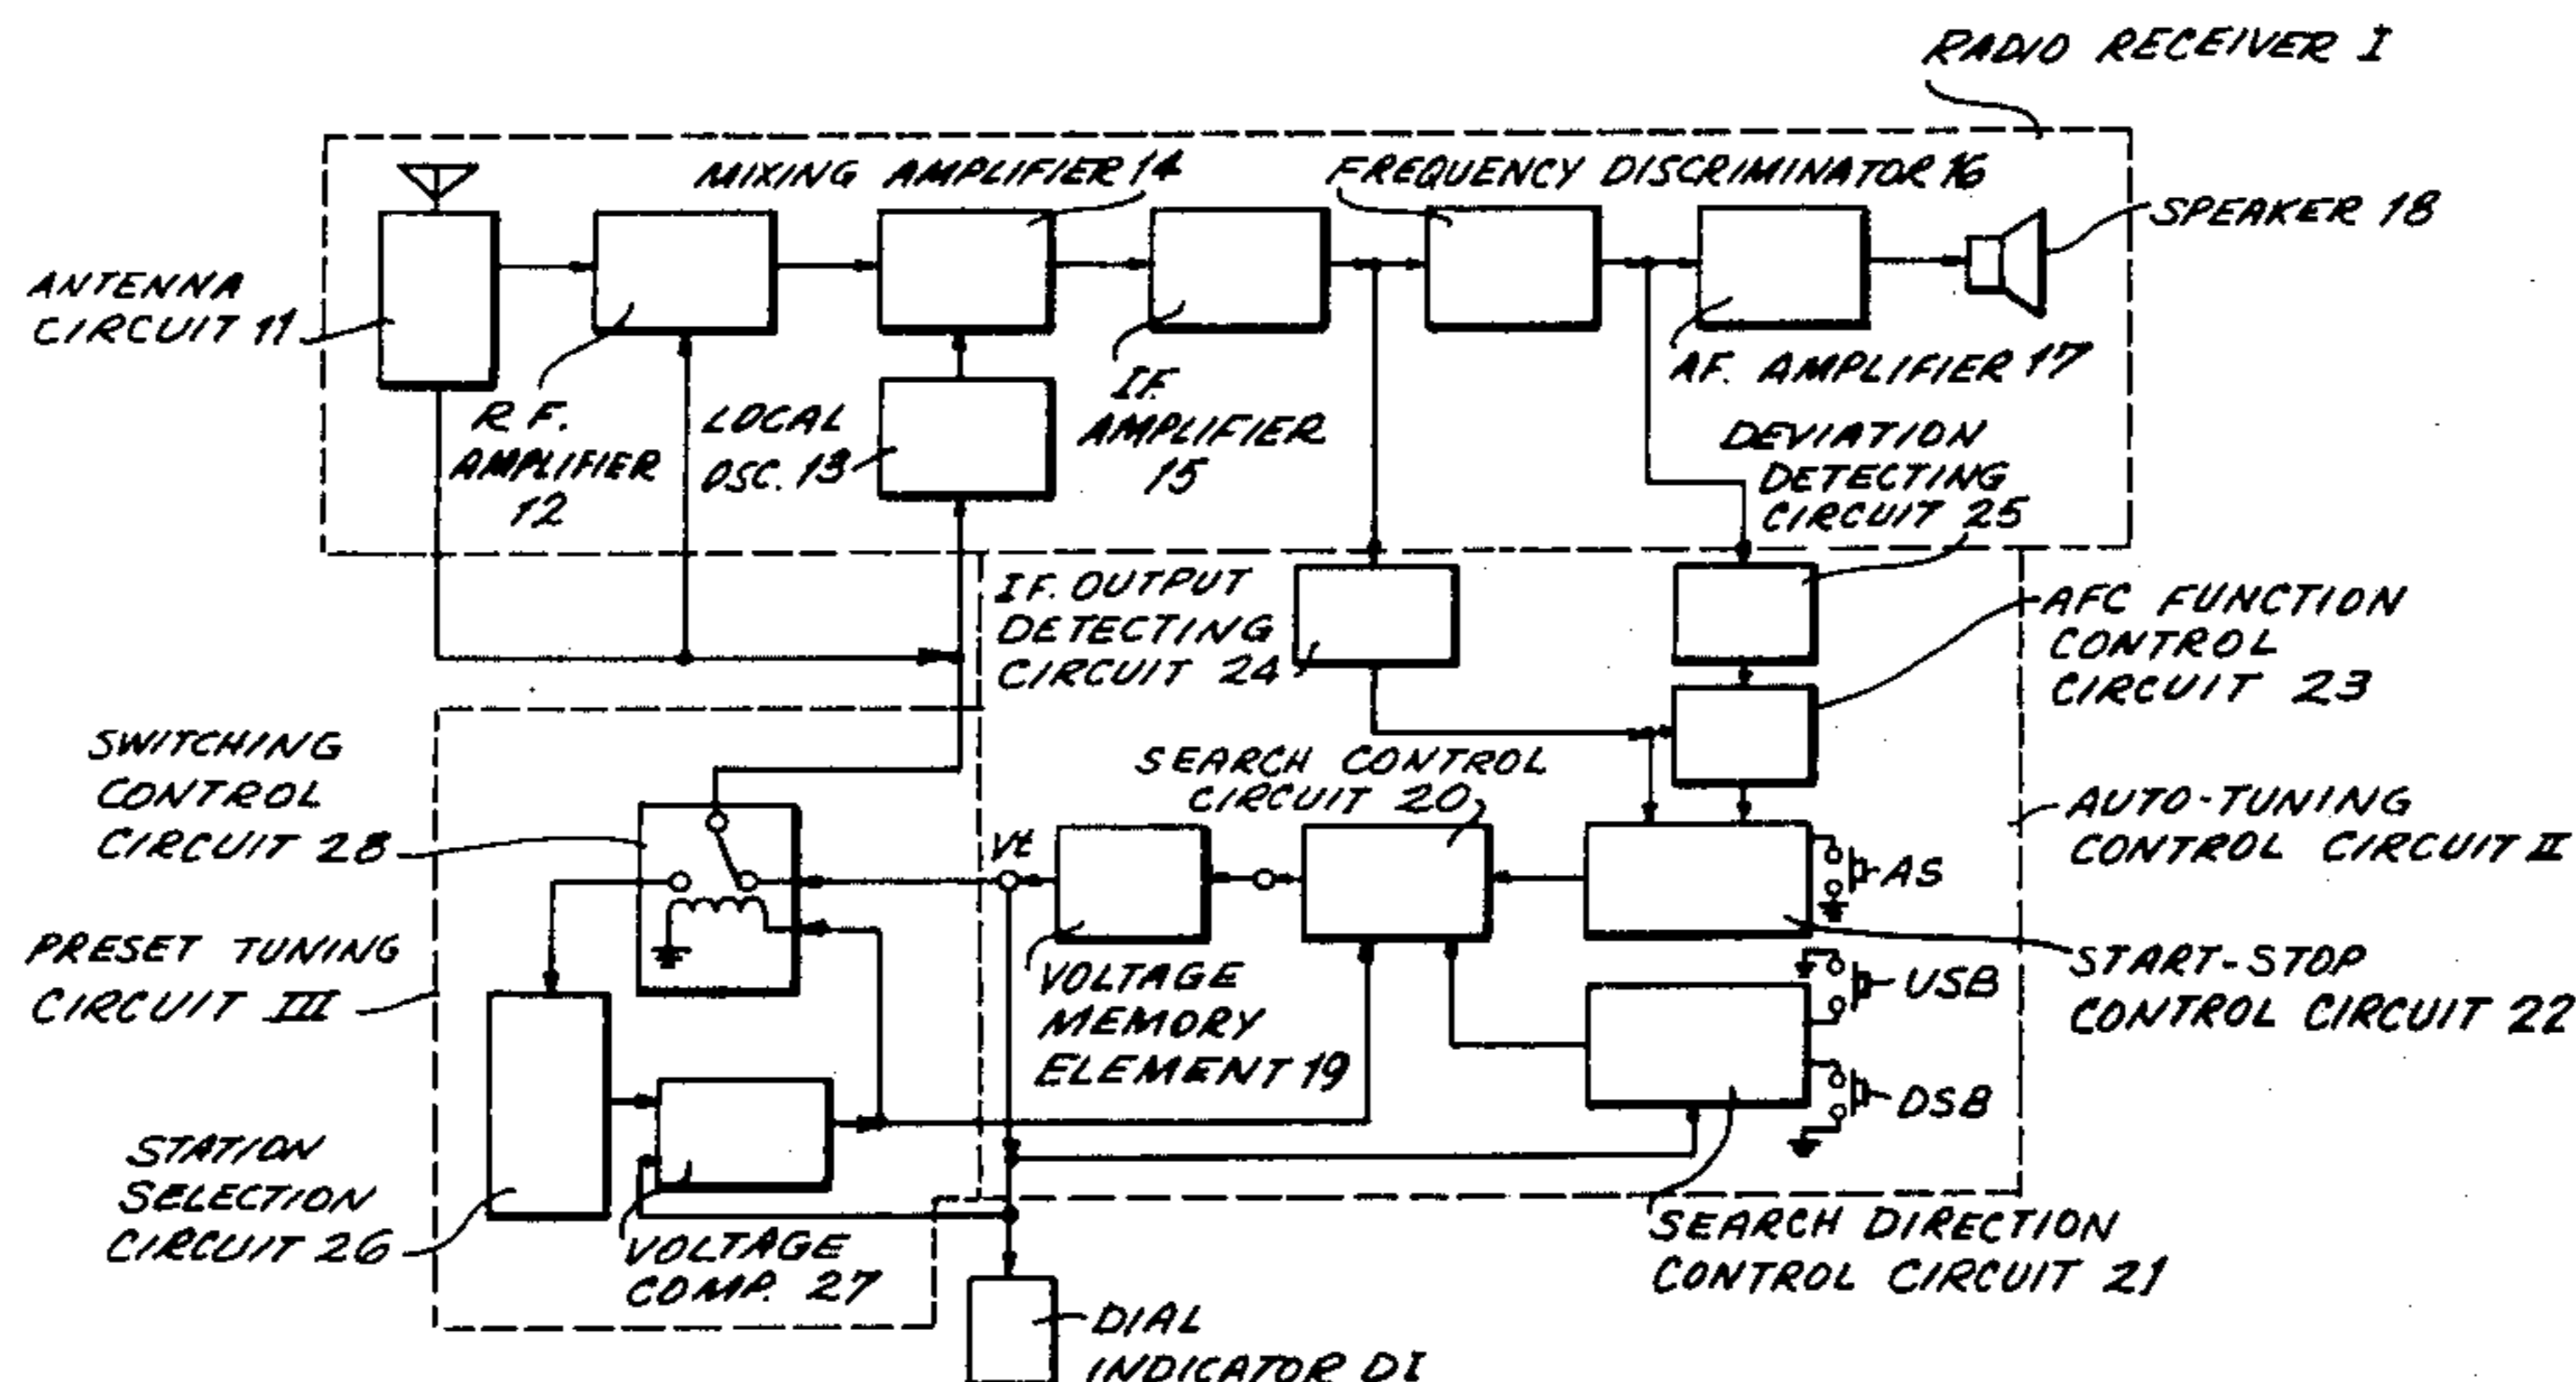 RADIO RECEIVER I
MIXING AMPLIFIER 14
FREQUENCY DISCRIMINATOR 16
SPEAKER 18
ANTENNA
CIRCUIT 11
R F.
AMPLIFIER
12
LOCAL
OSC. 13
IF.
AMPLIFIER
15
AF. AMPLIFIER 17
DEVIATION
DETECTING
CIRCUIT 25
IF. OUTPUT
DETECTING
CIRCUIT 24
AFC FUNCTION
CONTROL
CIRCUIT 23
SWITCHING
CONTROL
CIRCUIT 28
SEARCH CONTROL
CIRCUIT 20
AUTO-TUNING
CONTROL CIRCUIT II
Vt
AS
PRESET TUNING
CIRCUIT III
VOLTAGE
MEMORY
ELEMENT 19
START-STOP
CONTROL CIRCUIT 22
USB
DSB
STATION
SELECTION
CIRCUIT 26
VOLTAGE
COMP. 27
SEARCH DIRECTION
CONTROL CIRCUIT 21
DIAL
INDICATOR DI